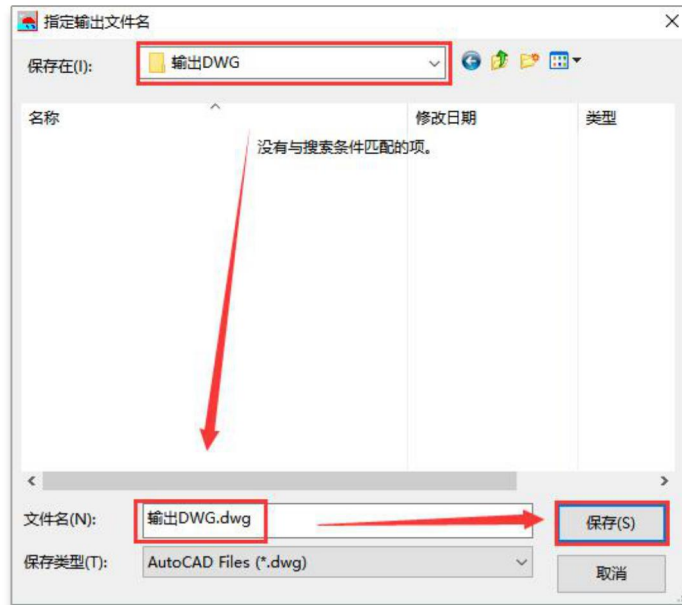 指定输出文件名
保存在(I):
输出DWG
名称
修改日期
类型
没有与搜索条件匹配的项。
文件名(N):
输出DWG.dwg
保存(S)
保存类型(T):
AutoCAD Files (*.dwg)
取消